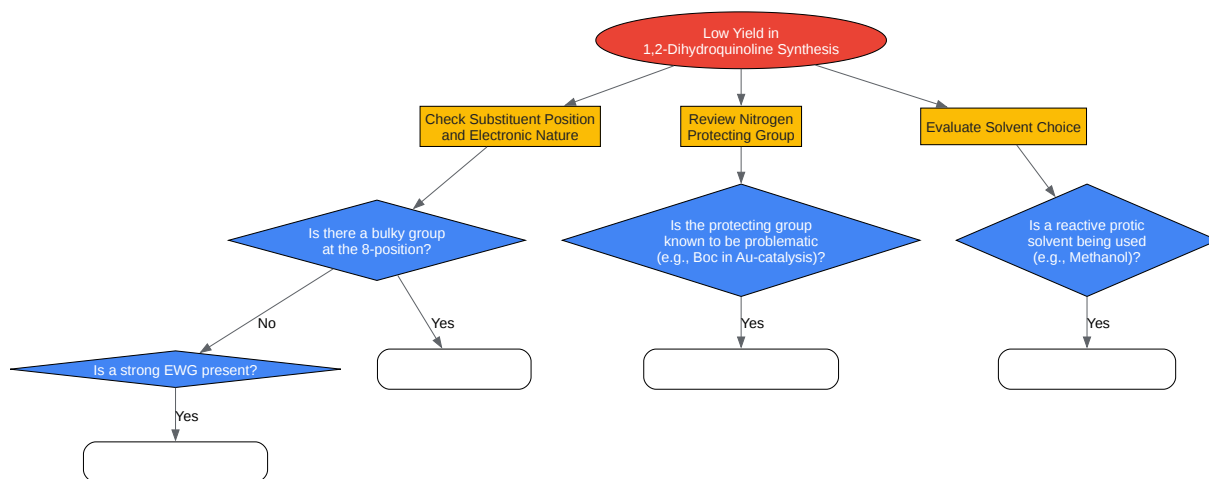 Low Yield in
1,2-Dihydroquinoline Synthesis
Check Substituent Position
and Electronic Nature
Review Nitrogen
Protecting Group
Evaluate Solvent Choice
Is there a bulky group
at the 8-position?
Is the protecting group
known to be problematic
(e.g., Boc in Au-catalysis)?
Is a reactive protic
solvent being used
(e.g., Methanol)?
No
Yes
Yes
Yes
Is a strong EWG present?
Yes